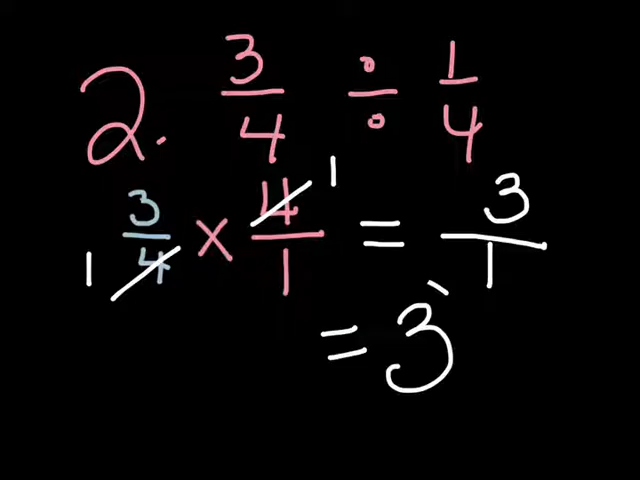 2. 3/4 ÷ 1/4
3/4 × 4/1 = 3/1
1 1
= 3